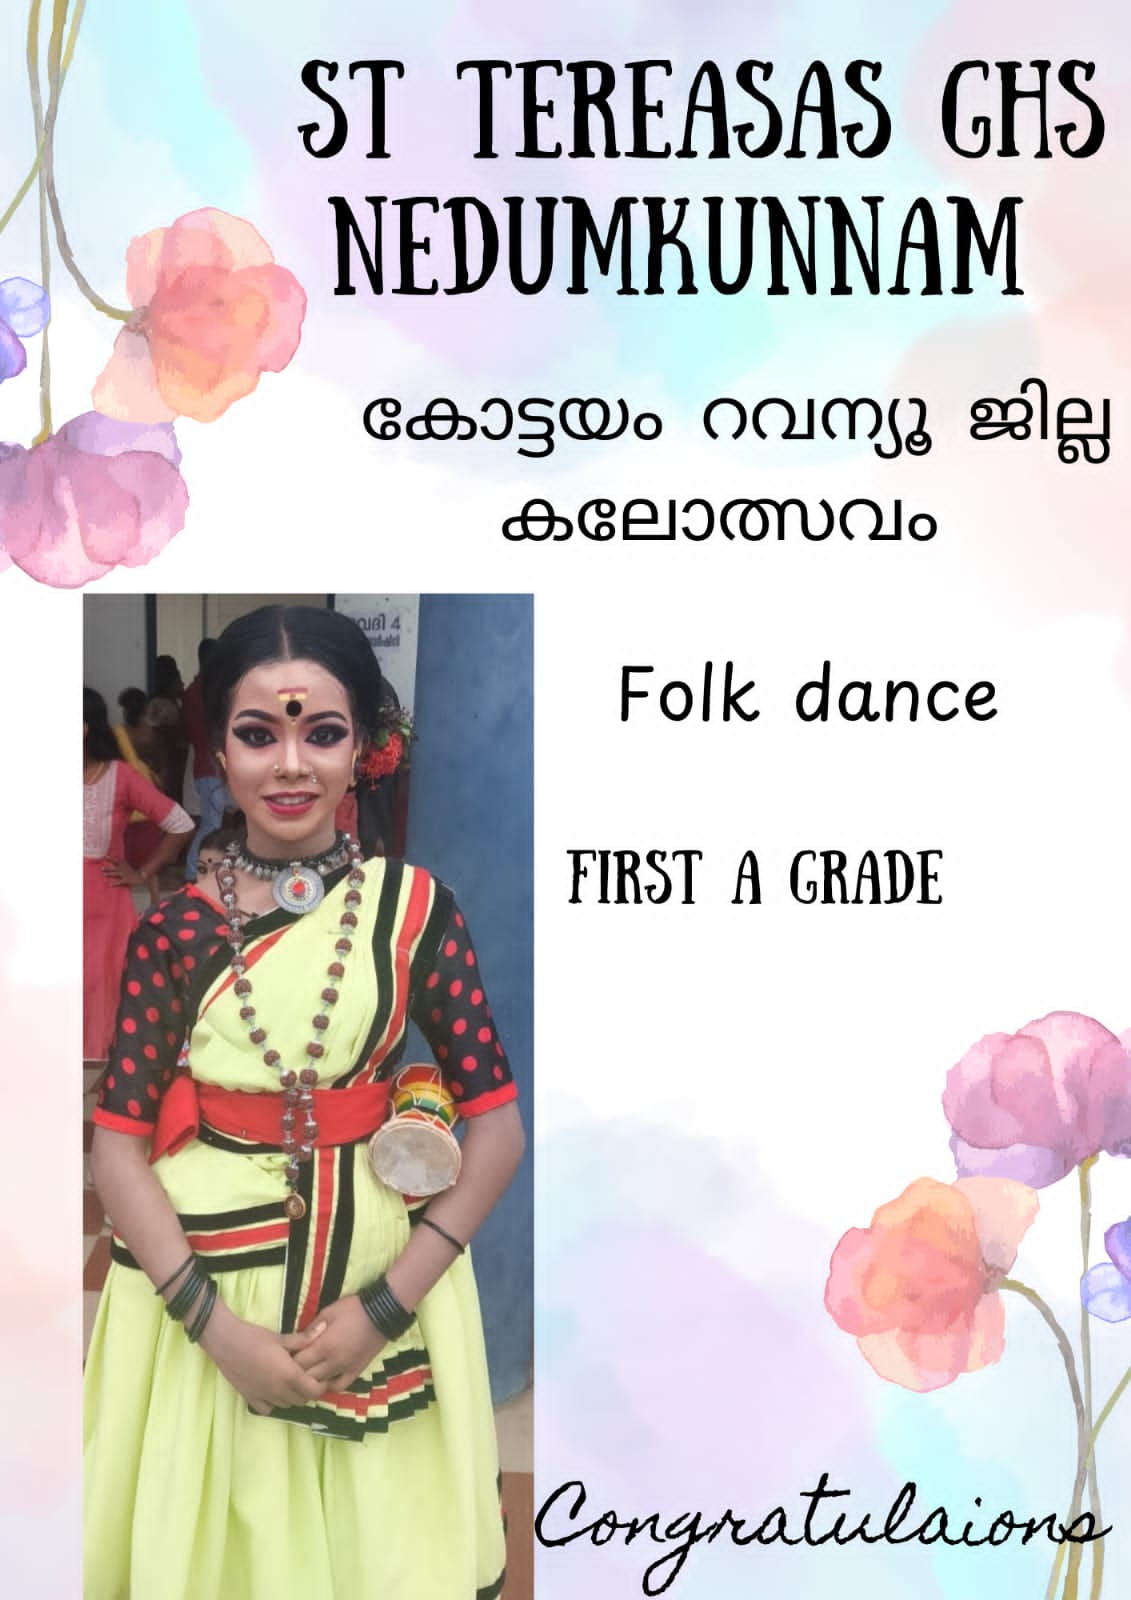 ST TEREASAS GHS
NEDUMKUNNAM
കോട്ടയം റവന്യൂ ജില്ല
കലോത്സവം
Folk dance
FIRST A GRADE
Congratulaions